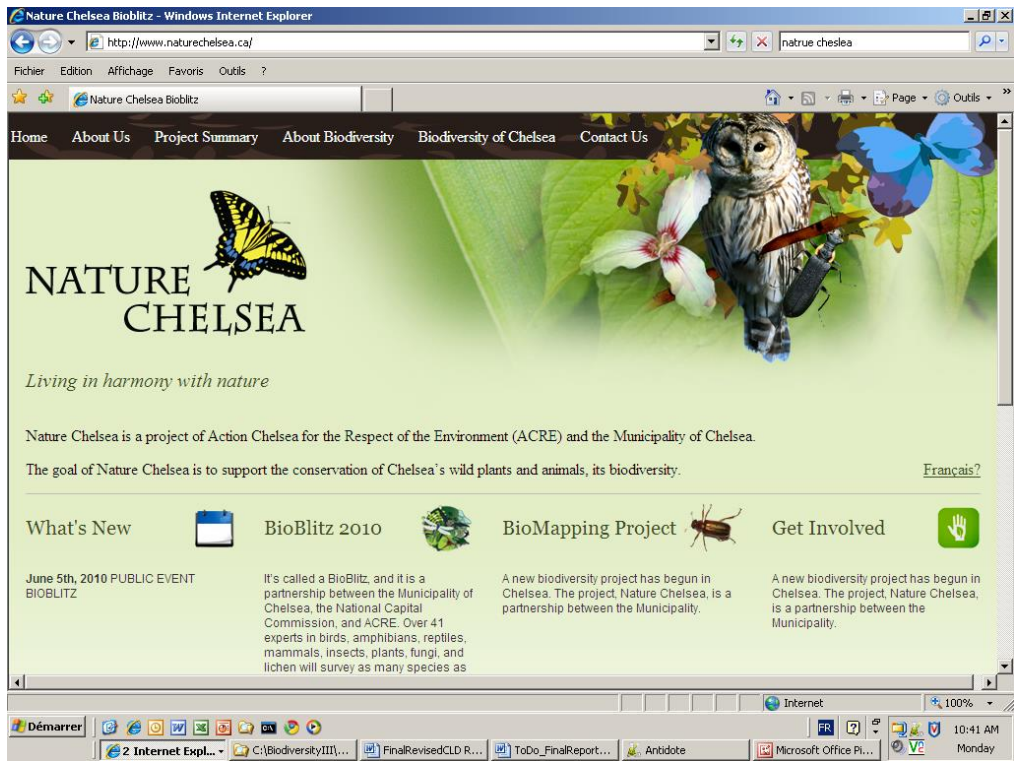 Nature Chelsea Bioblitz - Windows Internet Explorer
http://www.naturechelsea.ca/
natrue cheslea
Fichier Edition Affichage Favoris Outils ?
Nature Chelsea Bioblitz
Page
Outils
Home About Us Project Summary About Biodiversity Biodiversity of Chelsea Contact Us
NATURE
CHELSEA
Living in harmony with nature
Nature Chelsea is a project of Action Chelsea for the Respect of the Environment (ACRE) and the Municipality of Chelsea.
The goal of Nature Chelsea is to support the conservation of Chelsea's wild plants and animals, its biodiversity.
Français?
What's New
June 5th, 2010 PUBLIC EVENT
BIOBLITZ
BioBlitz 2010
It's called a BioBlitz, and it is a
partnership between the Municipality of
Chelsea, the National Capital
Commission, and ACRE. Over 41
experts in birds, amphibians, reptiles,
mammals, insects, plants, fungi, and
lichen will survey as many species as
BioMapping Project
A new biodiversity project has begun in
Chelsea. The project, Nature Chelsea, is a
partnership between the Municipality.
Get Involved
A new biodiversity project has begun in
Chelsea. The project, Nature Chelsea,
is a partnership between the
Municipality.
Internet
100%
Démarrer
FR
10:41 AM
2 Internet Expl...
C:\BiodiversityIII\...
FinalRevisedCLD R...
ToDo_FinalReport...
Antidote
Microsoft Office Pi...
Monday